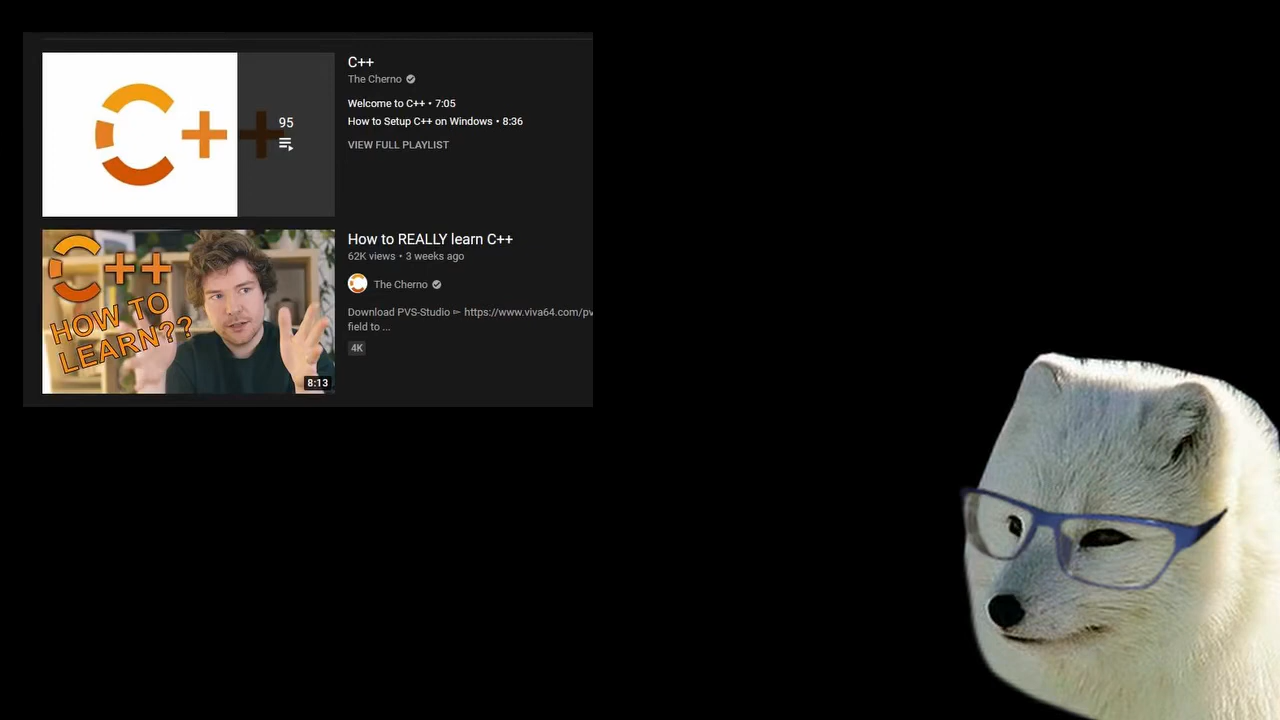 C++
95
C++
The Cherno
Welcome to C++ • 7:05
How to Setup C++ on Windows • 8:36
VIEW FULL PLAYLIST
C++
HOW TO
LEARN??
8:13
How to REALLY learn C++
62K views • 3 weeks ago
The Cherno
Download PVS-Studio ► https://www.viva64.com/pv
field to ...
4K